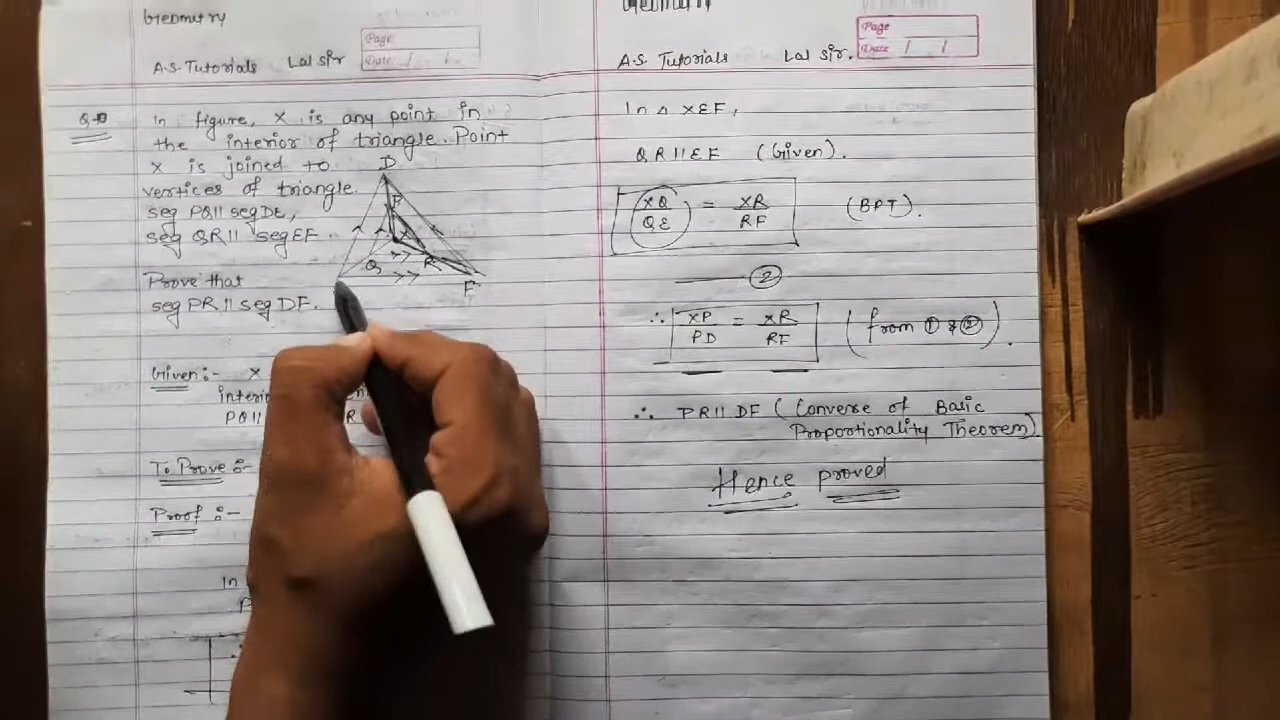 Geometry
Page:
Date: / /
A.S. Tutorials Lal Sir
In figure, X is any point in
the interior of triangle. Point
X is joined to
vertices of triangle.
seg PQ || seg DE,
seg QR || seg EF.
Prove that
seg PR || seg DF.
D
P
X
Q
R
F
Given :- X
PQ ||
To Prove :-
Proof :-
In
Geometry
Page
Date / /
A.S. Tutorials Lal Sir.
In Δ XEF,
QR || EF (Given).
XQ/QE = XR/RF (BPT).
②
∴ XP/PD = XR/RF (from ① & ②).
∴ PR || DF (Converse of Basic
Proportionality Theorem)
Hence proved